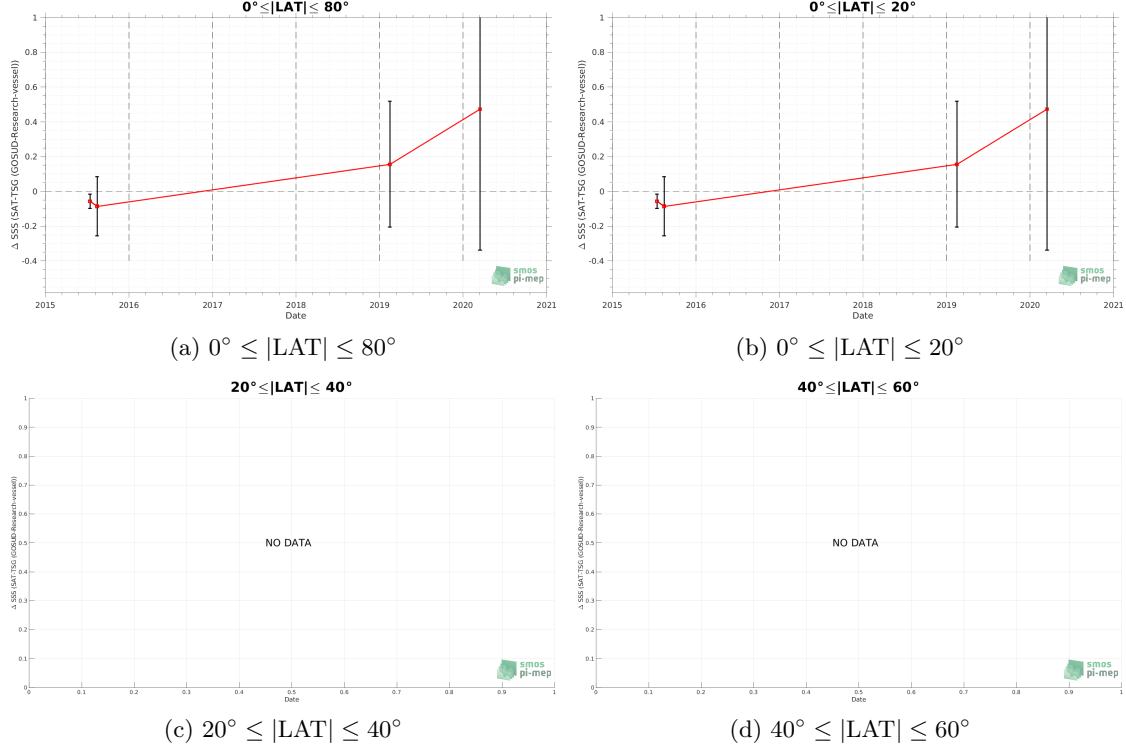 0°≤|LAT|≤ 80°
Δ SSS (SAT-TSG (GOSUD-Research-vessel))
1
0.8
0.6
0.4
0.2
0
-0.2
-0.4
2015 2016 2017 2018 2019 2020 2021
Date
smos
pi-mep
(a) 0° ≤ |LAT| ≤ 80°
0°≤|LAT|≤ 20°
Δ SSS (SAT-TSG (GOSUD-Research-vessel))
1
0.8
0.6
0.4
0.2
0
-0.2
-0.4
2015 2016 2017 2018 2019 2020 2021
Date
smos
pi-mep
(b) 0° ≤ |LAT| ≤ 20°
20°≤|LAT|≤ 40°
Δ SSS (SAT-TSG (GOSUD-Research-vessel))
1
0.9
0.8
0.7
0.6
0.5
0.4
0.3
0.2
0.1
0
NO DATA
0 0.1 0.2 0.3 0.4 0.5 0.6 0.7 0.8 0.9 1
Date
smos
pi-mep
(c) 20° ≤ |LAT| ≤ 40°
40°≤|LAT|≤ 60°
Δ SSS (SAT-TSG (GOSUD-Research-vessel))
1
0.9
0.8
0.7
0.6
0.5
0.4
0.3
0.2
0.1
0
NO DATA
0 0.1 0.2 0.3 0.4 0.5 0.6 0.7 0.8 0.9 1
Date
smos
pi-mep
(d) 40° ≤ |LAT| ≤ 60°